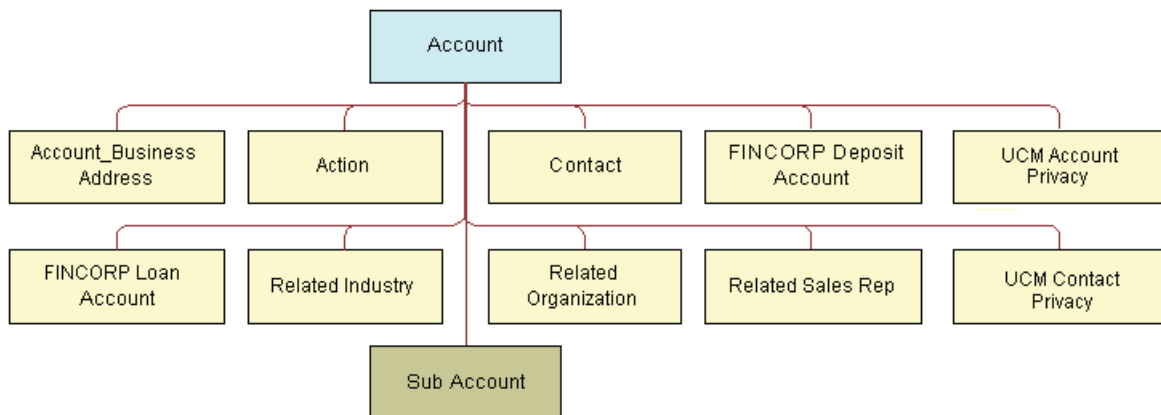 Account
Account_Business
Address
Action
Contact
FINCORP Deposit
Account
UCM Account
Privacy
FINCORP Loan
Account
Related Industry
Related
Organization
Related Sales Rep
UCM Contact
Privacy
Sub Account